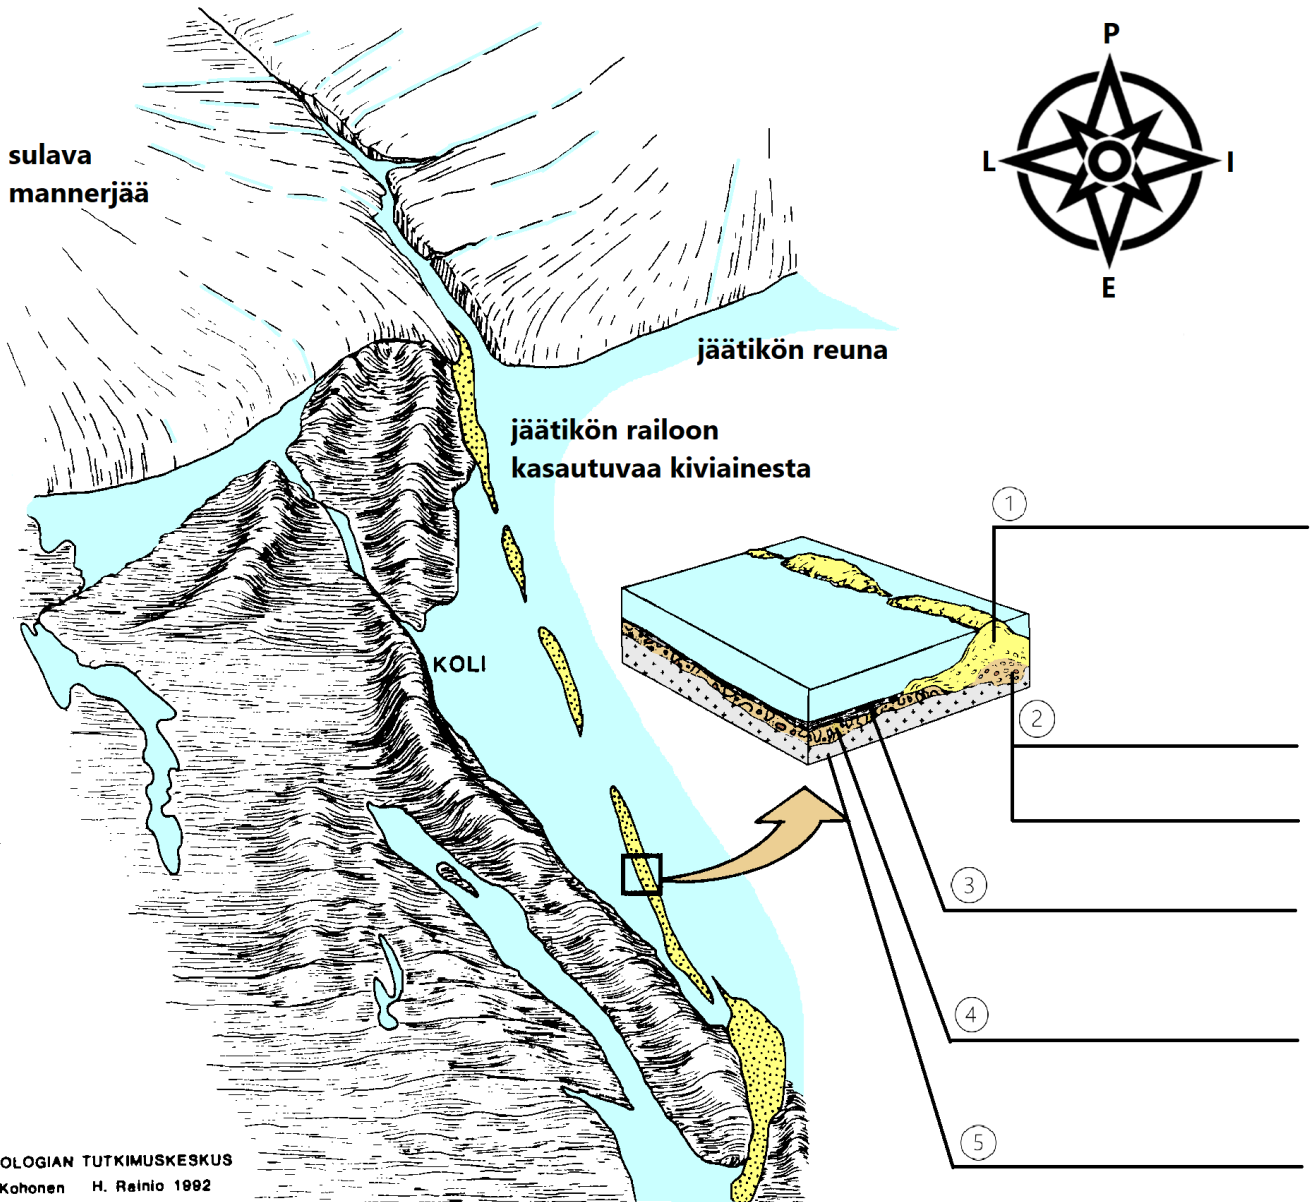 P
L
I
E
sulava
mannerjää
jäätikön reuna
jäätikön railoon
kasautuvaa kiviainesta
1
KOLI
2
3
4
5
OLOGIAN TUTKIMUSKESKUS
Kohonen H. Rainio 1992